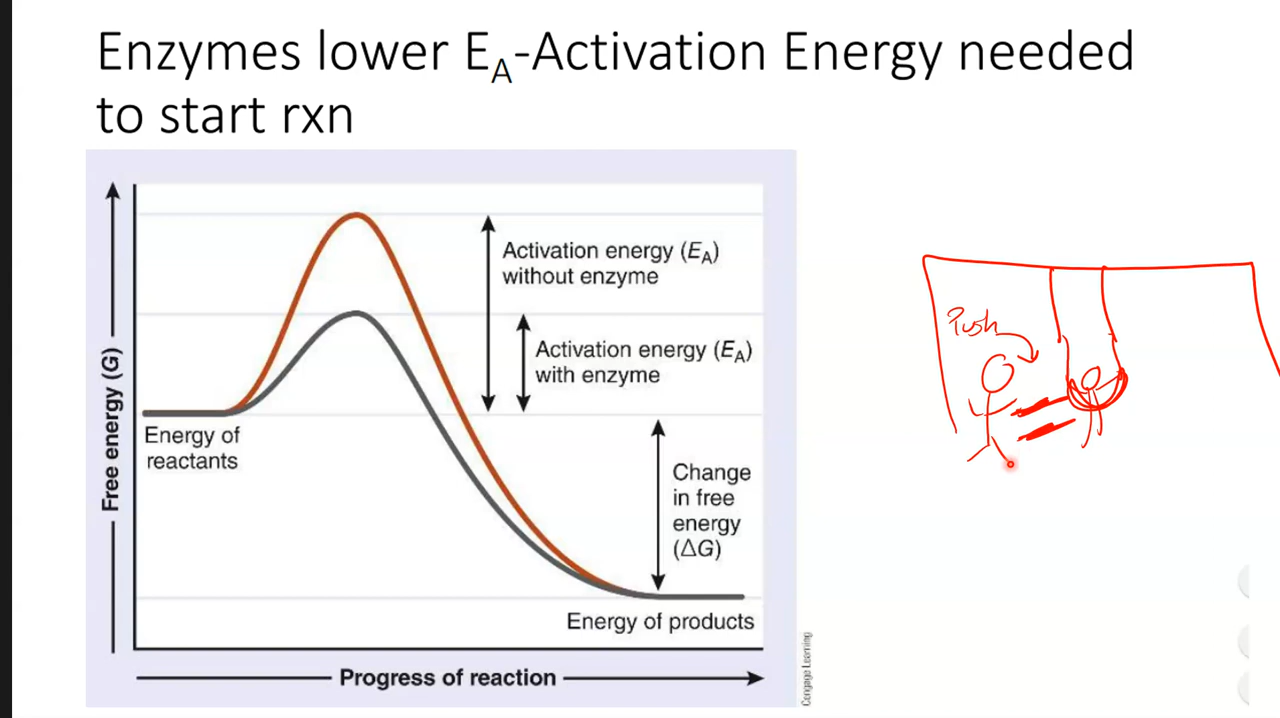 Enzymes lower EA-Activation Energy needed
to start rxn
Free energy (G)
Activation energy (EA)
without enzyme
Activation energy (EA)
with enzyme
Energy of
reactants
Change
in free
energy
(ΔG)
Energy of products
Progress of reaction
Cengage Learning
Push